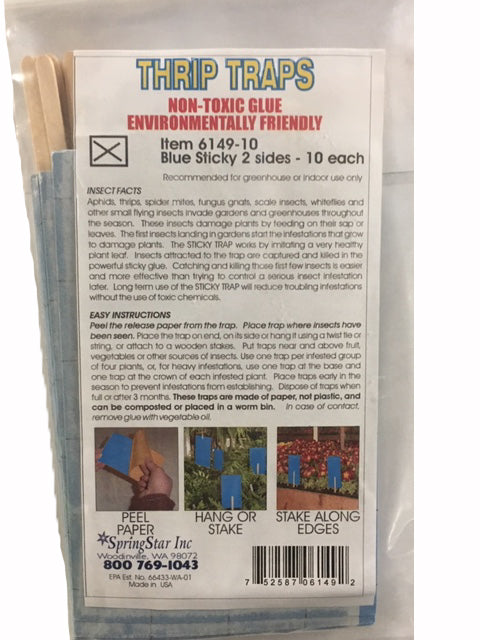 THRIP TRAPS
NON-TOXIC GLUE
ENVIRONMENTALLY FRIENDLY
Item 6149-10
Blue Sticky 2 sides - 10 each
Recommended for greenhouse or indoor use only
INSECT FACTS
Aphids, thrips, spider mites, fungus gnats, scale insects, whiteflies and
other small flying insects invade gardens and greenhouses throughout
the season. These insects damage plants by feeding on their sap or
leaves. The first insects landing in gardens start the infestations that grow
to damage plants. The STICKY TRAP works by imitating a very healthy
plant leaf. Insects attracted to the trap are captured and killed in the
powerful sticky glue. Catching and killing those first few insects is easier
and more effective than trying to control a serious insect infestation
later. Long term use of the STICKY TRAP will reduce troubling infestations
without the use of toxic chemicals.
EASY INSTRUCTIONS
Peel the release paper from the trap. Place trap where insects have
been seen. Place the trap on end, on its side or hang it using a twist tie or
string, or attach to a wooden stakes. Put traps near and above fruit,
vegetables or other sources of insects. Use one trap per infested group
of four plants, or, for heavy infestations, use one trap at the base and
one trap at the crown of each infested plant. Place traps early in the
season to prevent infestations from establishing. Dispose of traps when
full or after 3 months. These traps are made of paper, not plastic, and
can be composted or placed in a worm bin. In case of contact,
remove glue with vegetable oil.
PEEL
PAPER
HANG OR
STAKE
STAKE ALONG
EDGES
SpringStar Inc
Woodinville, WA 98072
800 769-1043
EPA Est. No. 66433-WA-01
Made in USA
7 52587 06149 2